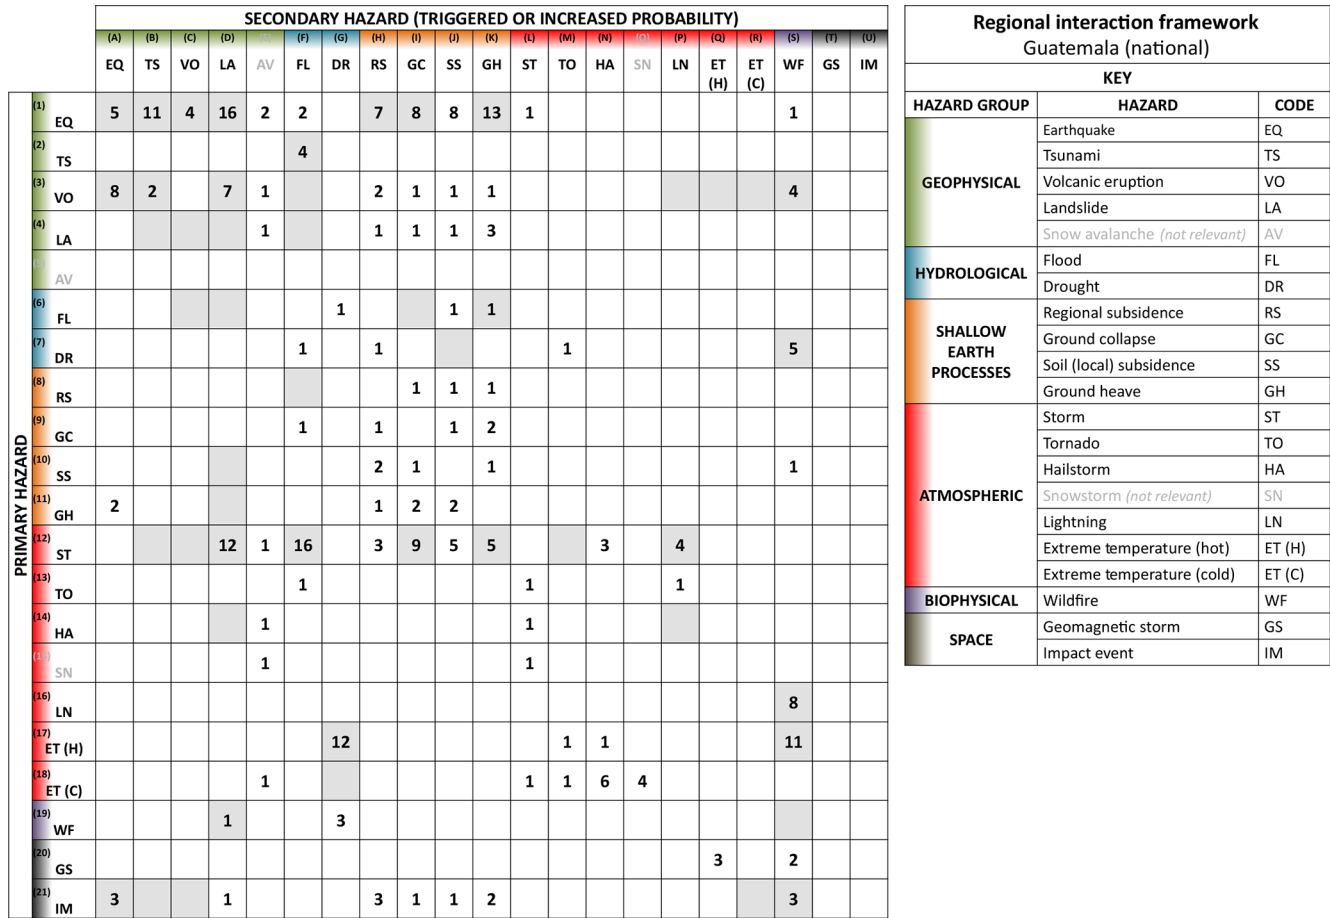 SECONDARY HAZARD (TRIGGERED OR INCREASED PROBABILITY)
(A) (B) (C) (D) (F) (G) (H) (I) (J) (K) (L) (M) (N) (O) (P) (Q) (R) (S) (T) (U)
EQ TS VO LA AV FL DR RS GC SS GH ST TO HA SN LN ET (H) ET (C) WF GS IM
PRIMARY HAZARD
(1) EQ 5 11 4 16 2 2 7 8 8 13 1 1
(2) TS 4
(3) VO 8 2 7 1 2 1 1 1 4
(4) LA 1 1 1 1 3
AV
(6) FL 1 1 1
(7) DR 1 1 1 5
(8) RS 1 1 1
(9) GC 1 1 1 2
(10) SS 2 1 1 1
(11) GH 2 1 2 2
(12) ST 12 1 16 3 9 5 5 3 4
(13) TO 1 1 1
(14) HA 1 1
SN 1 1
(16) LN 8
(17) ET (H) 12 1 1 11
(18) ET (C) 1 1 1 6 4
(19) WF 1 3
(20) GS 3 2
(21) IM 3 1 3 1 1 2 3
Regional interaction framework
Guatemala (national)
KEY
HAZARD GROUP HAZARD CODE
GEOPHYSICAL
Earthquake EQ
Tsunami TS
Volcanic eruption VO
Landslide LA
Snow avalanche (not relevant) AV
HYDROLOGICAL
Flood FL
Drought DR
SHALLOW
EARTH
PROCESSES
Regional subsidence RS
Ground collapse GC
Soil (local) subsidence SS
Ground heave GH
ATMOSPHERIC
Storm ST
Tornado TO
Hailstorm HA
Snowstorm (not relevant) SN
Lightning LN
Extreme temperature (hot) ET (H)
Extreme temperature (cold) ET (C)
BIOPHYSICAL Wildfire WF
SPACE
Geomagnetic storm GS
Impact event IM